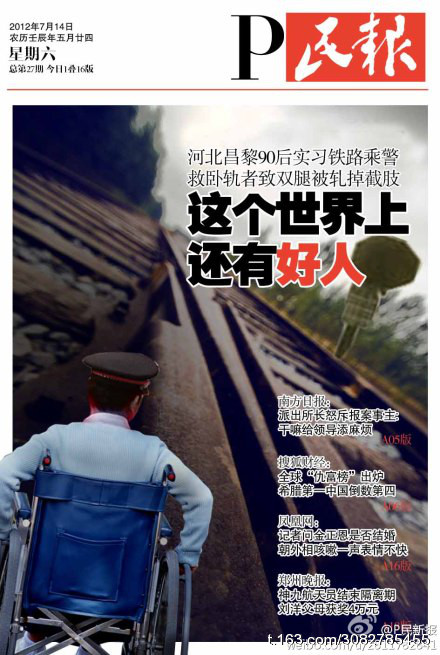 2012年7月14日
农历壬辰年五月廿四
星期六
总第27期 今日1叠16版
P民报
河北昌黎90后实习铁路乘警
救卧轨者致双腿被轧掉截肢
这个世界上
还有好人
南方日报:
派出所长怒斥报案事主:
干嘛给领导添麻烦
A05版
搜狐财经:
全球“仇富榜”出炉
希腊第一中国倒数第四
凤凰网:
记者问金正恩是否结婚
朝外相咳嗽一声表情不快
A16版
郑州晚报:
神九航天员结束隔离期
刘洋父母获奖4万元
@P民新报
t.163.com/3082785455